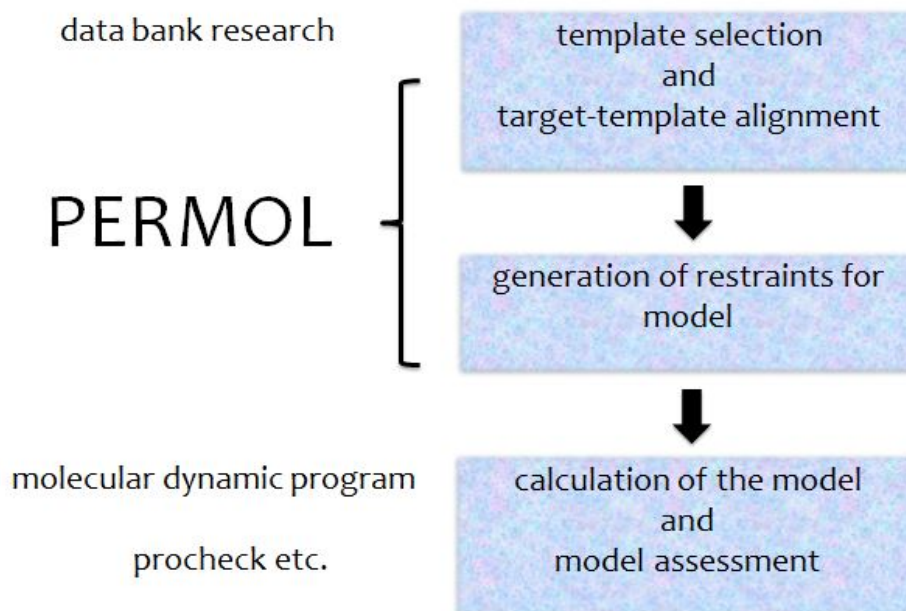 data bank research
template selection
and
target-template alignment
PERMOL
generation of restraints for
model
molecular dynamic program
calculation of the model
and
procheck etc.
model assessment